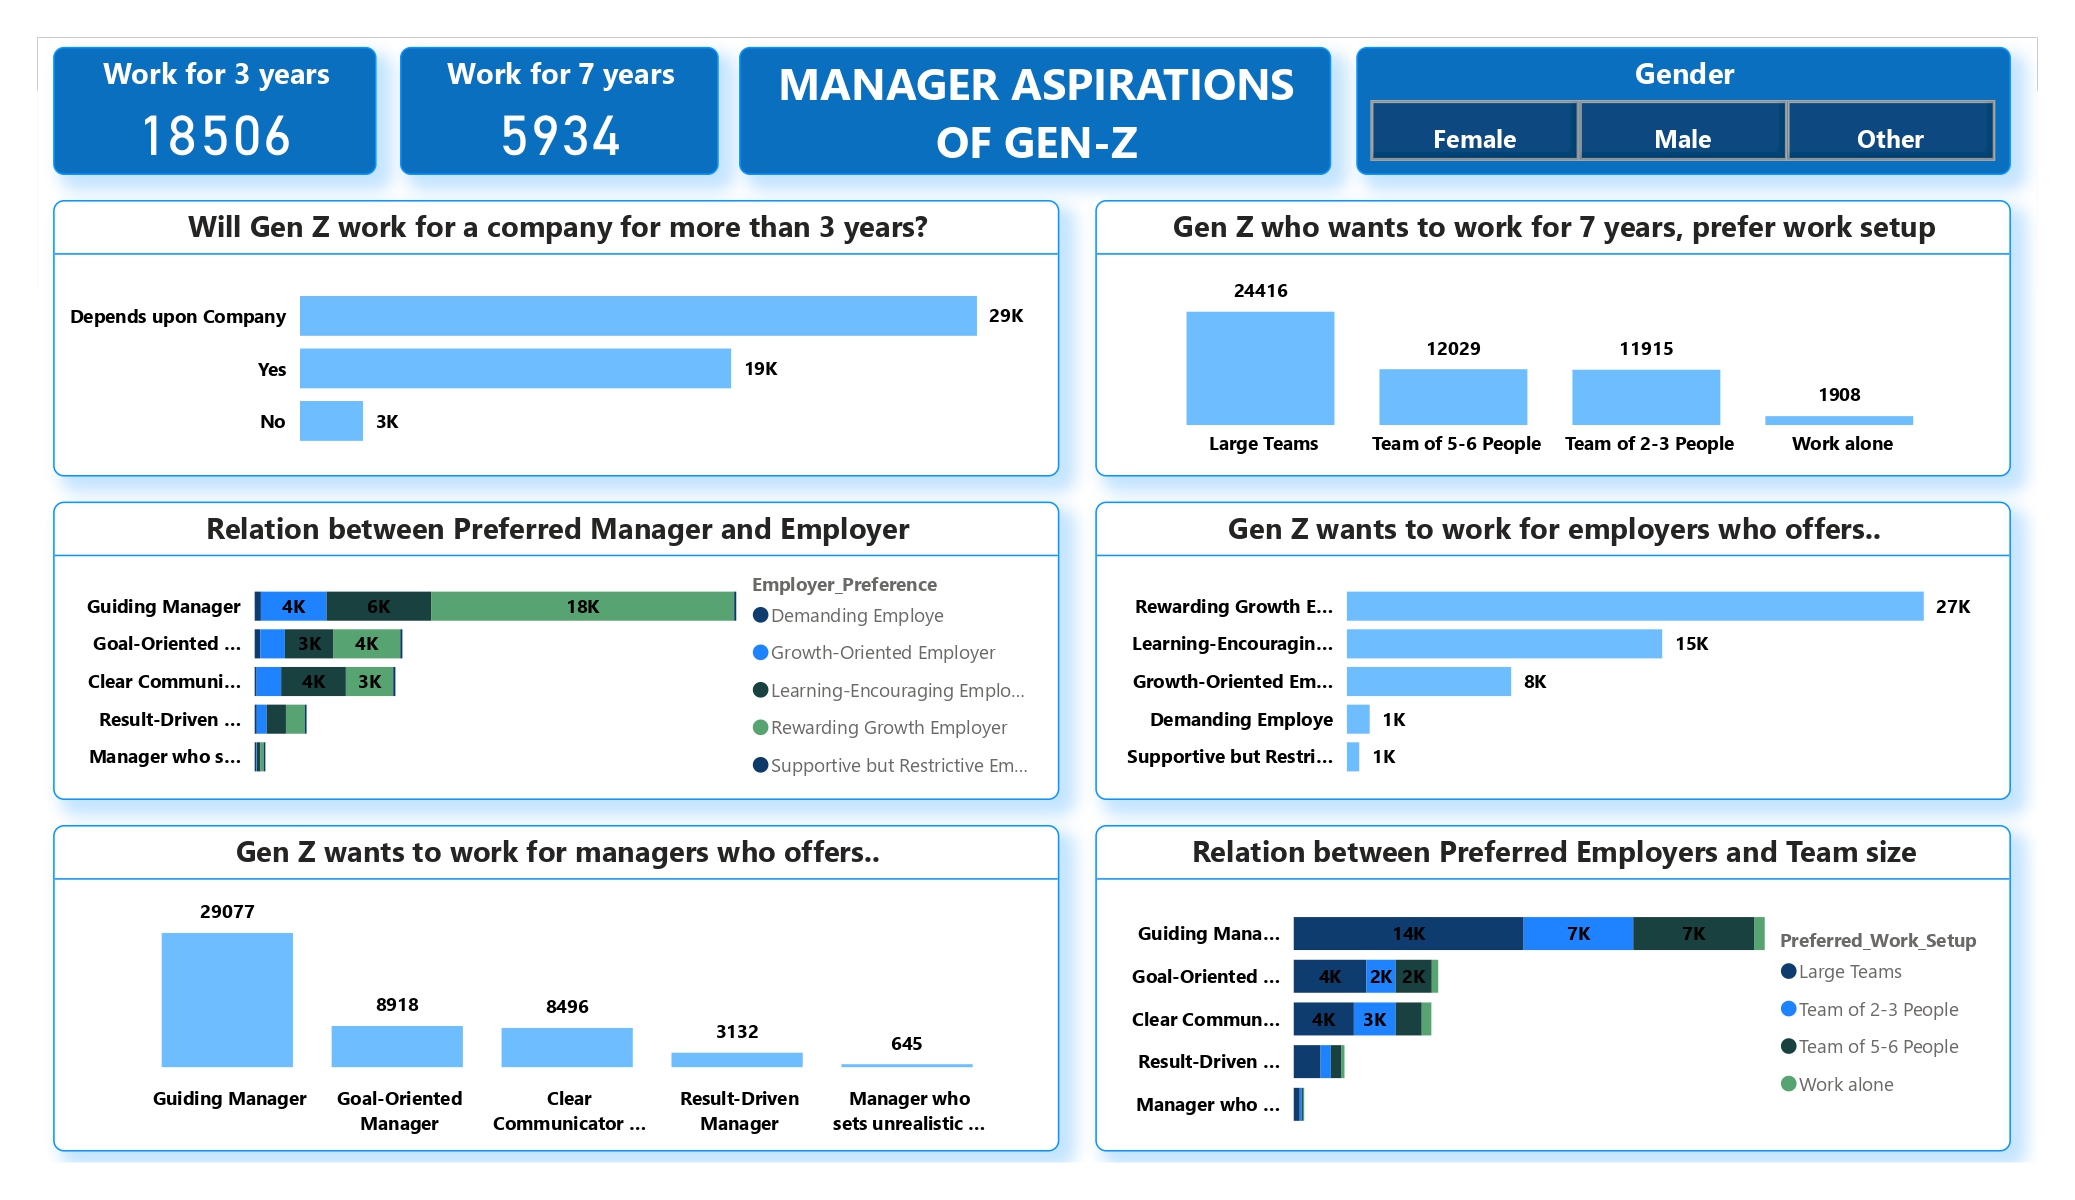 Work for 3 years
18506
Work for 7 years
5934
MANAGER ASPIRATIONS
OF GEN-Z
Gender
Female
Male
Other
Will Gen Z work for a company for more than 3 years?
Depends upon Company
29K
Yes
19K
No
3K
Gen Z who wants to work for 7 years, prefer work setup
24416
12029
11915
1908
Large Teams
Team of 5-6 People
Team of 2-3 People
Work alone
Relation between Preferred Manager and Employer
Guiding Manager
4K
6K
18K
Goal-Oriented ...
3K
4K
Clear Communi...
4K
3K
Result-Driven ...
Manager who s...
Employer_Preference
Demanding Employe
Growth-Oriented Employer
Learning-Encouraging Emplo...
Rewarding Growth Employer
Supportive but Restrictive Em...
Gen Z wants to work for employers who offers..
Rewarding Growth E...
27K
Learning-Encouragin...
15K
Growth-Oriented Em...
8K
Demanding Employe
1K
Supportive but Restri...
1K
Gen Z wants to work for managers who offers..
29077
8918
8496
3132
645
Guiding Manager
Goal-Oriented
Manager
Clear
Communicator ...
Result-Driven
Manager
Manager who
sets unrealistic ...
Relation between Preferred Employers and Team size
Guiding Mana...
14K
7K
7K
Goal-Oriented ...
4K
2K
2K
Clear Commun...
4K
3K
Result-Driven ...
Manager who ...
Preferred_Work_Setup
Large Teams
Team of 2-3 People
Team of 5-6 People
Work alone